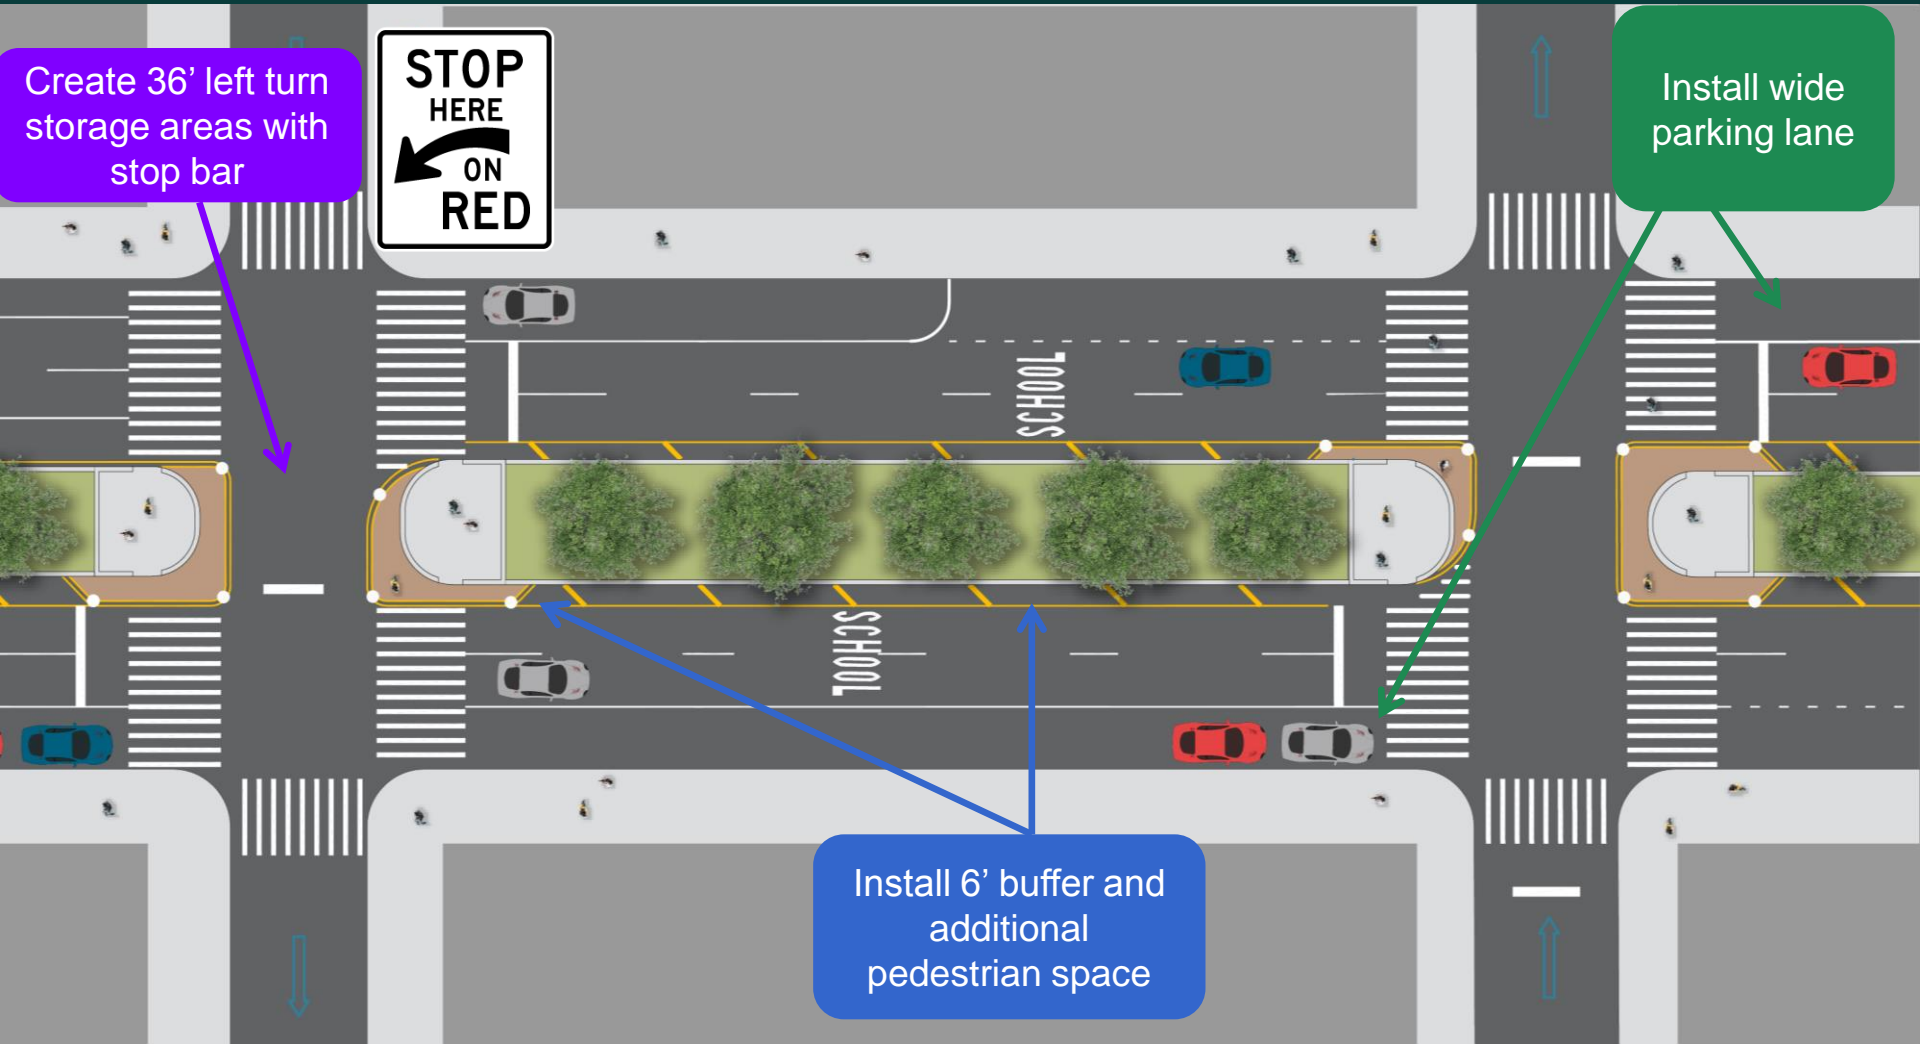 Create 36’ left turn
storage areas with
stop bar
STOP
HERE
ON
RED
Install wide
parking lane
SCHOOL
SCHOOL
Install 6’ buffer and
additional
pedestrian space